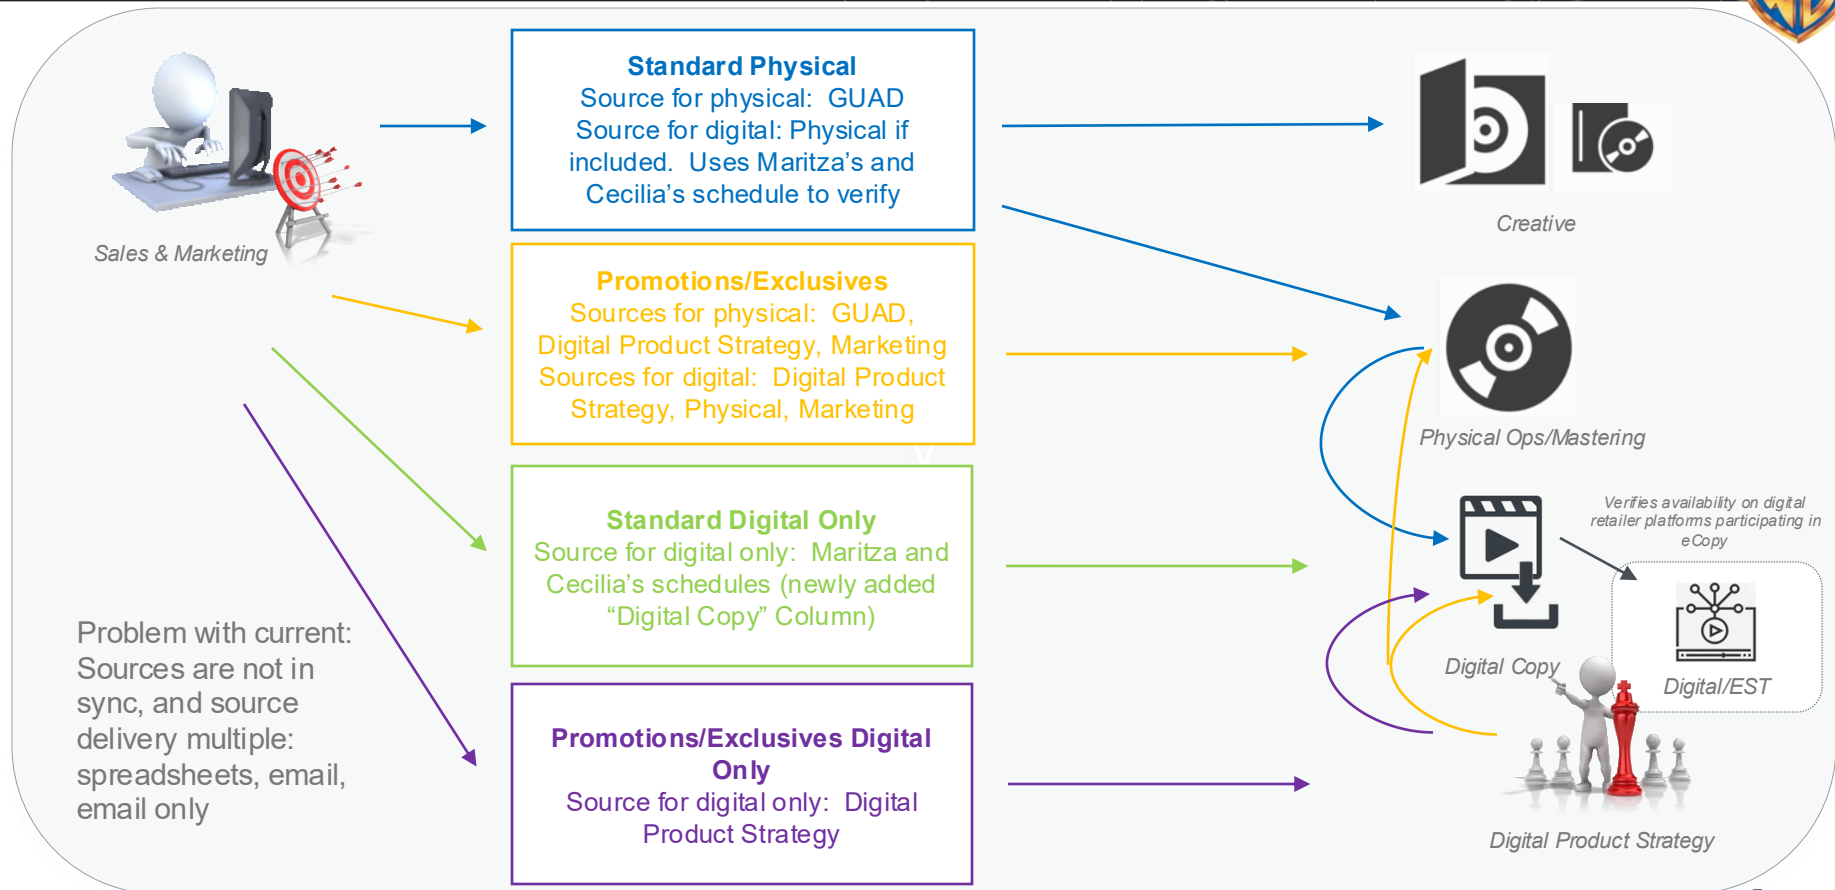 Standard Physical
Source for physical: GUAD
Source for digital: Physical if
included. Uses Maritza's and
Cecilia's schedule to verify
Sales & Marketing
Creative
Promotions/Exclusives
Sources for physical: GUAD,
Digital Product Strategy, Marketing
Sources for digital: Digital Product
Strategy, Physical, Marketing
Physical Ops/Mastering
Standard Digital Only
Source for digital only: Maritza and
Cecilia's schedules (newly added
“Digital Copy” Column)
Verifies availability on digital
retailer platforms participating in
eCopy
Digital Copy
Digital/EST
Problem with current:
Sources are not in
sync, and source
delivery multiple:
spreadsheets, email,
email only
Promotions/Exclusives Digital
Only
Source for digital only: Digital
Product Strategy
Digital Product Strategy